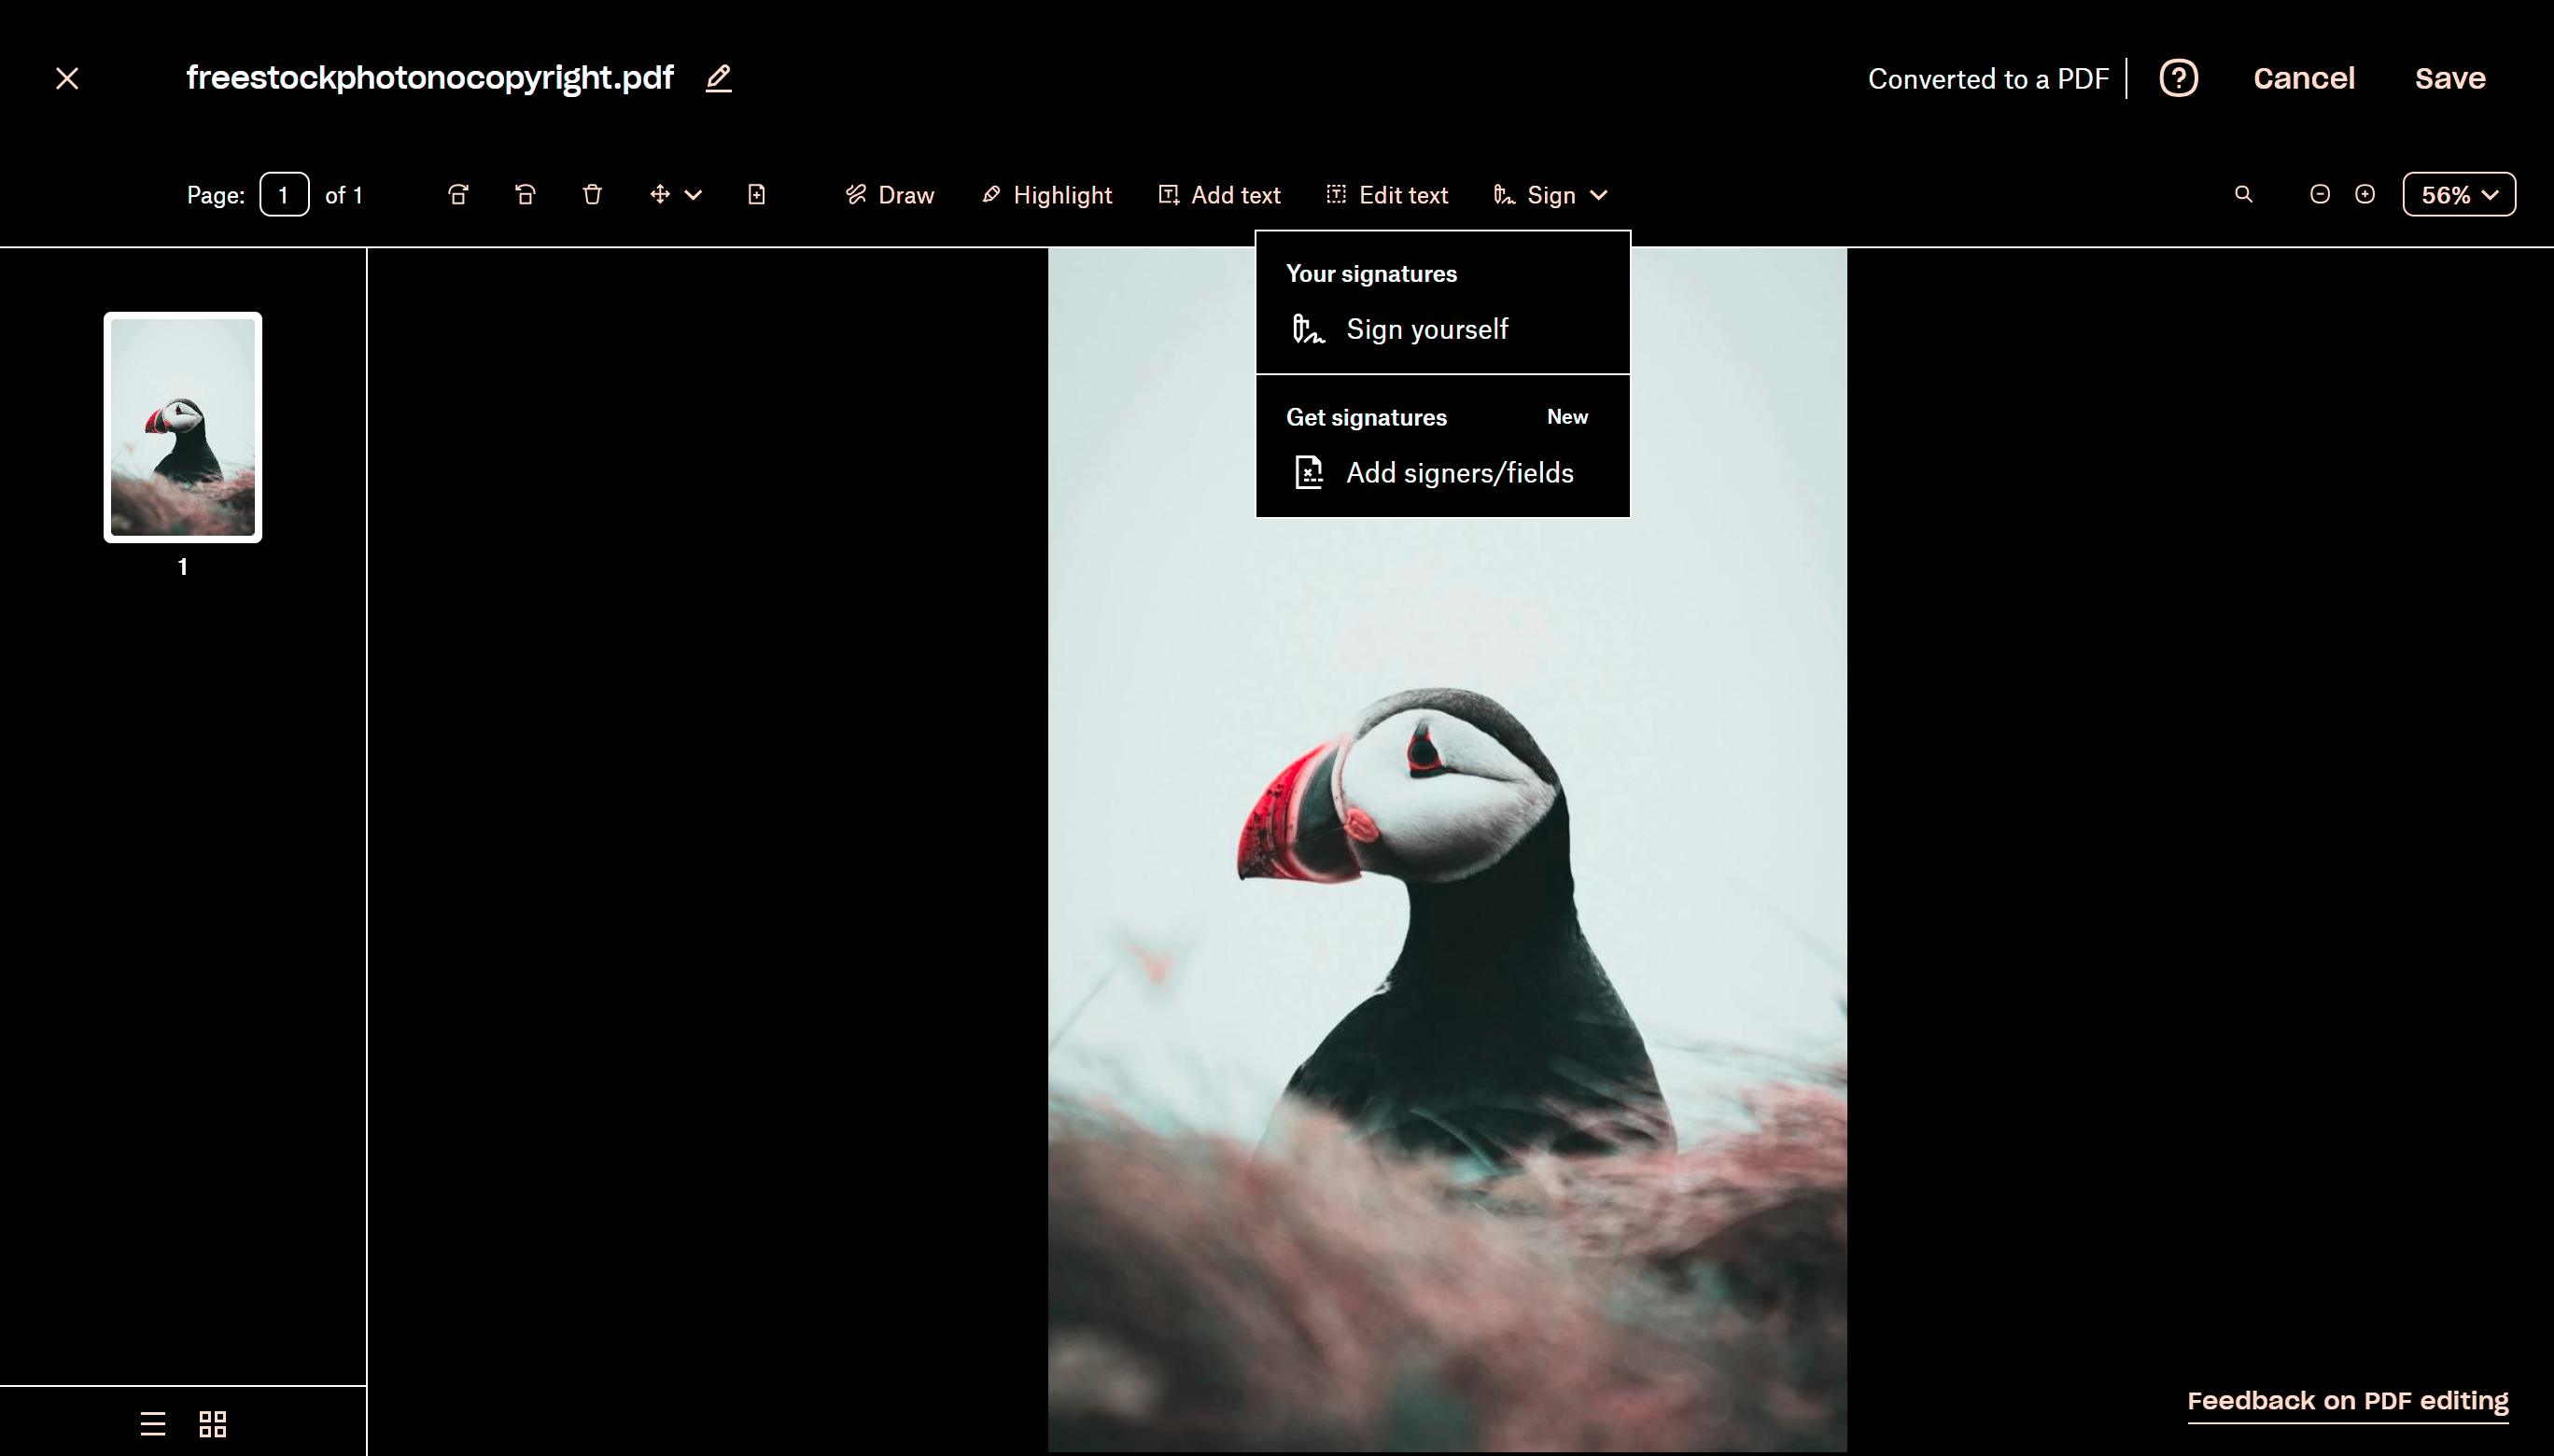 freestockphotonocopyright.pdf
Converted to a PDF
Cancel
Save
Page: 1 of 1
Draw
Highlight
Add text
Edit text
Sign
56%
Your signatures
Sign yourself
Get signatures New
Add signers/fields
1
Feedback on PDF editing